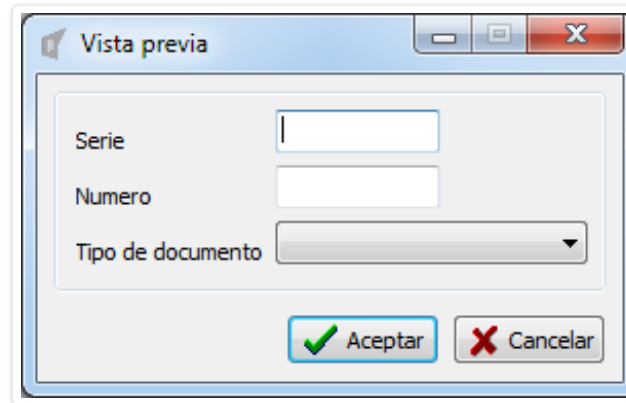 Vista previa
Serie
Numero
Tipo de documento
Aceptar Cancelar